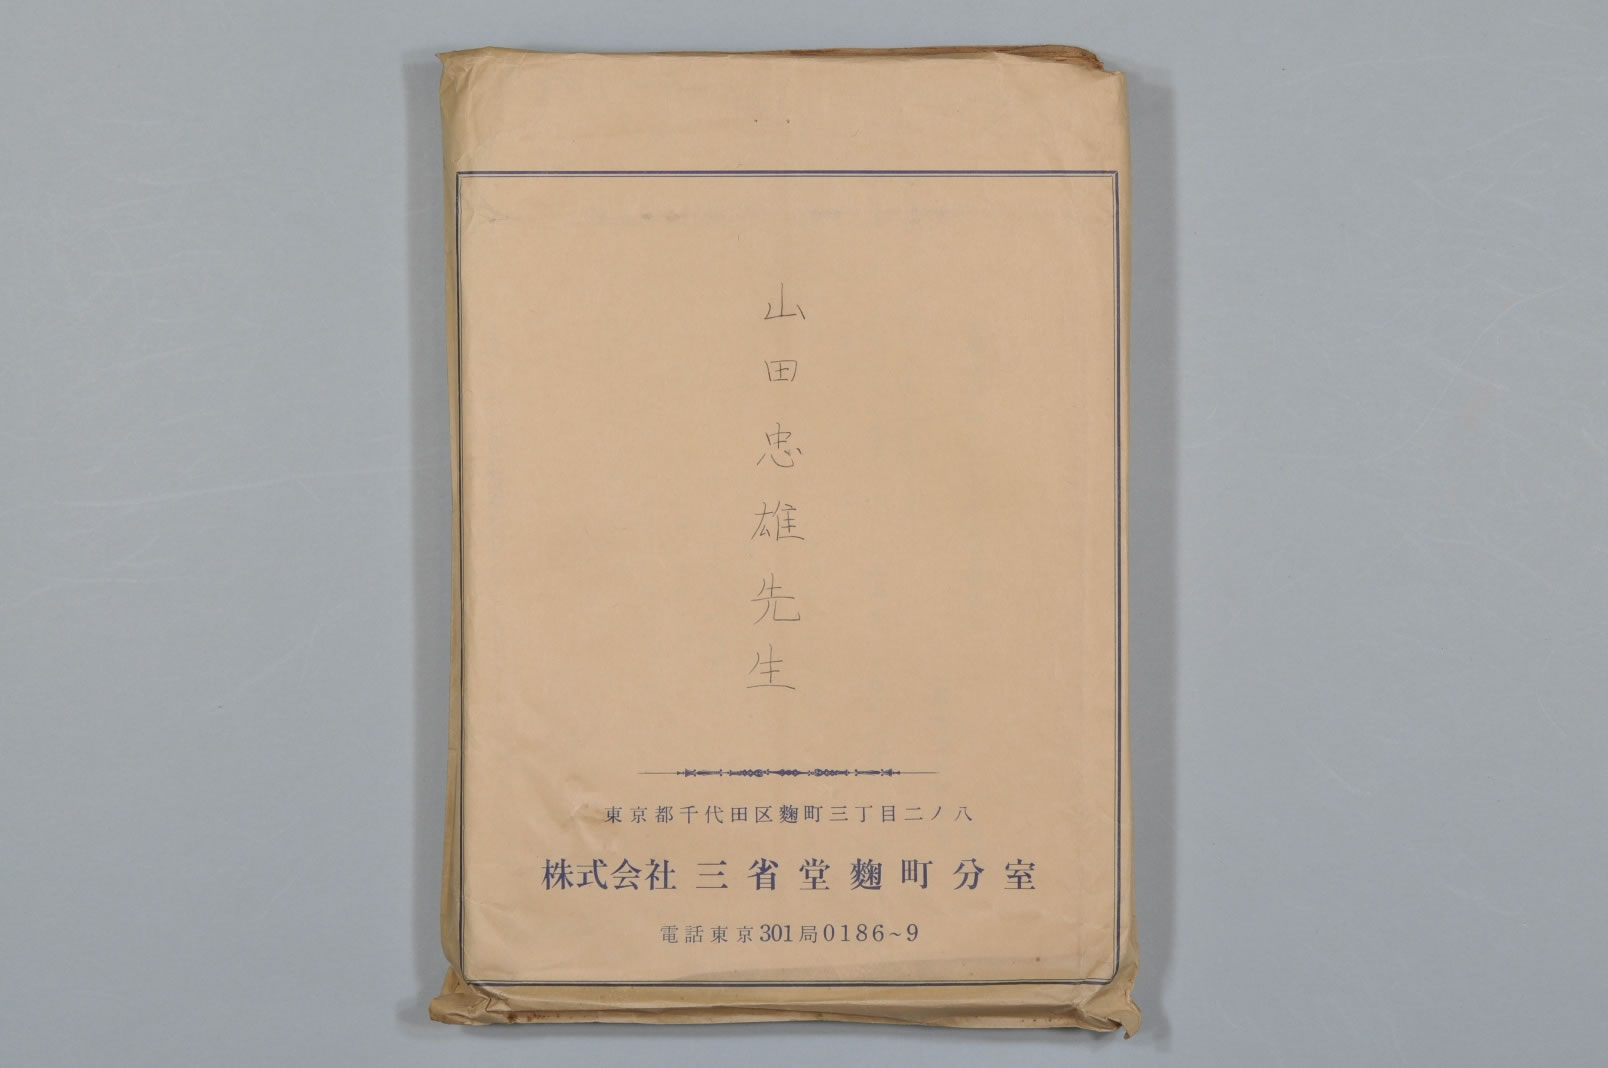 山田忠雄先生
東京都千代田区麴町三丁目二ノ八
株式会社 三省堂麴町分室
電話東京301局0186~9